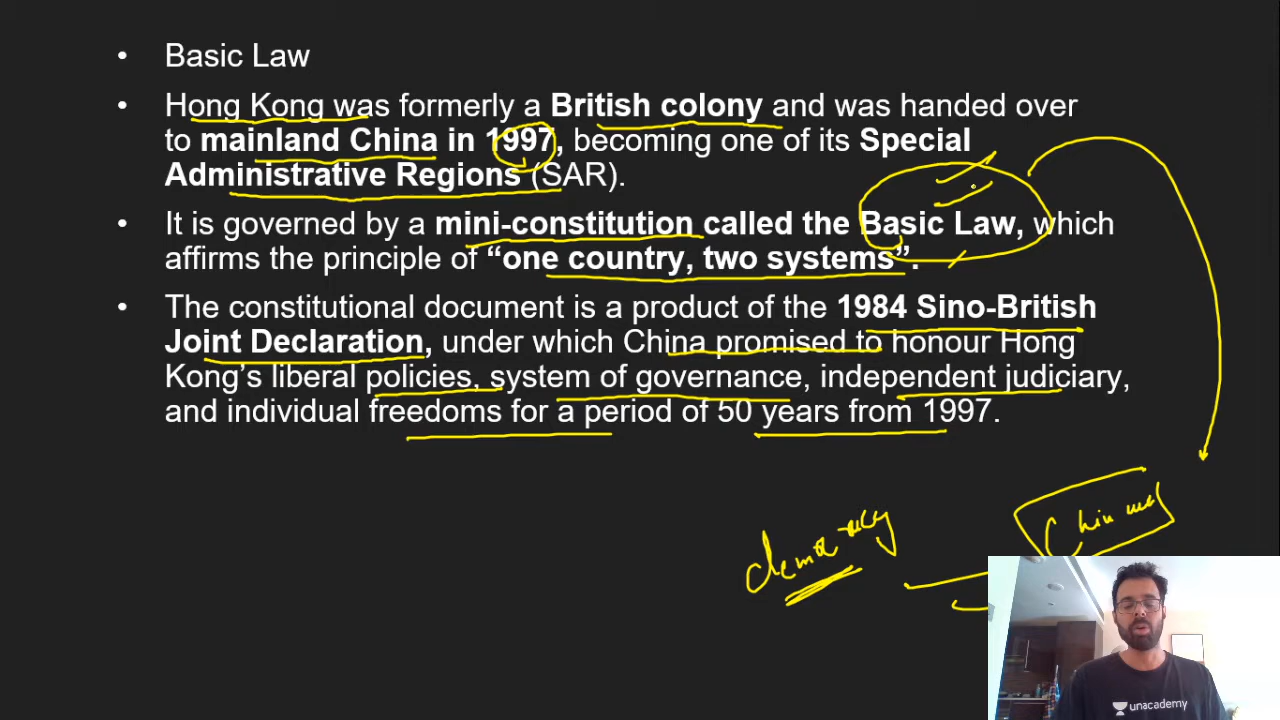 • Basic Law
• Hong Kong was formerly a British colony and was handed over
to mainland China in 1997, becoming one of its Special
Administrative Regions (SAR).
• It is governed by a mini-constitution called the Basic Law, which
affirms the principle of “one country, two systems”.
• The constitutional document is a product of the 1984 Sino-British
Joint Declaration, under which China promised to honour Hong
Kong’s liberal policies, system of governance, independent judiciary,
and individual freedoms for a period of 50 years from 1997.
democracy
unacademy